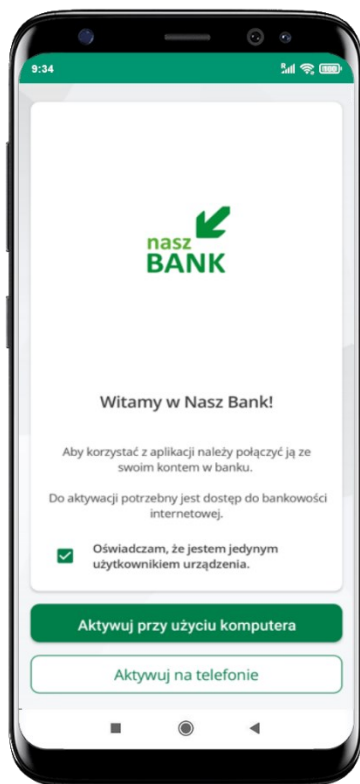 9:34
R
nasz
BANK
Witamy w Nasz Bank!
Aby korzystać z aplikacji należy połączyć ją ze
swoim kontem w banku.
Do aktywacji potrzebny jest dostęp do bankowości
internetowej.
Oświadczam, że jestem jedynym
użytkownikiem urządzenia.
Aktywuj przy użyciu komputera
Aktywuj na telefonie